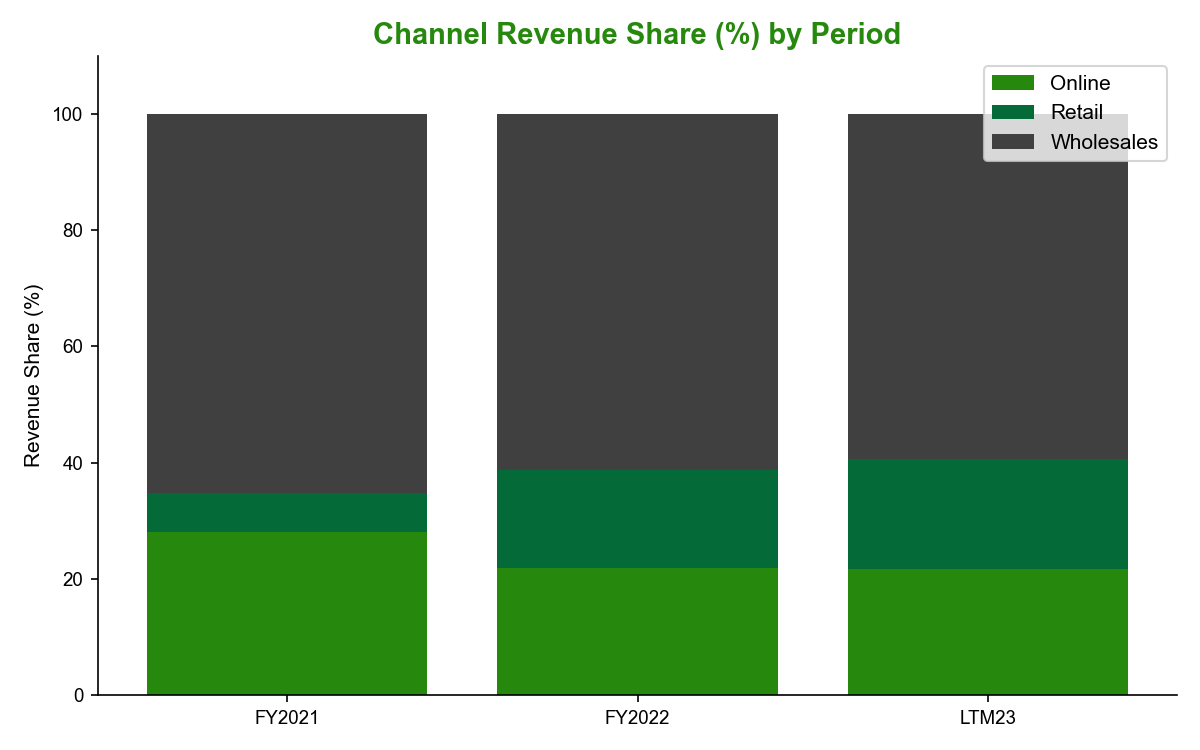 Channel Revenue Share (%) by Period
Online
Retail
Wholesales
Revenue Share (%)
100
80
60
40
20
0
FY2021 FY2022 LTM23